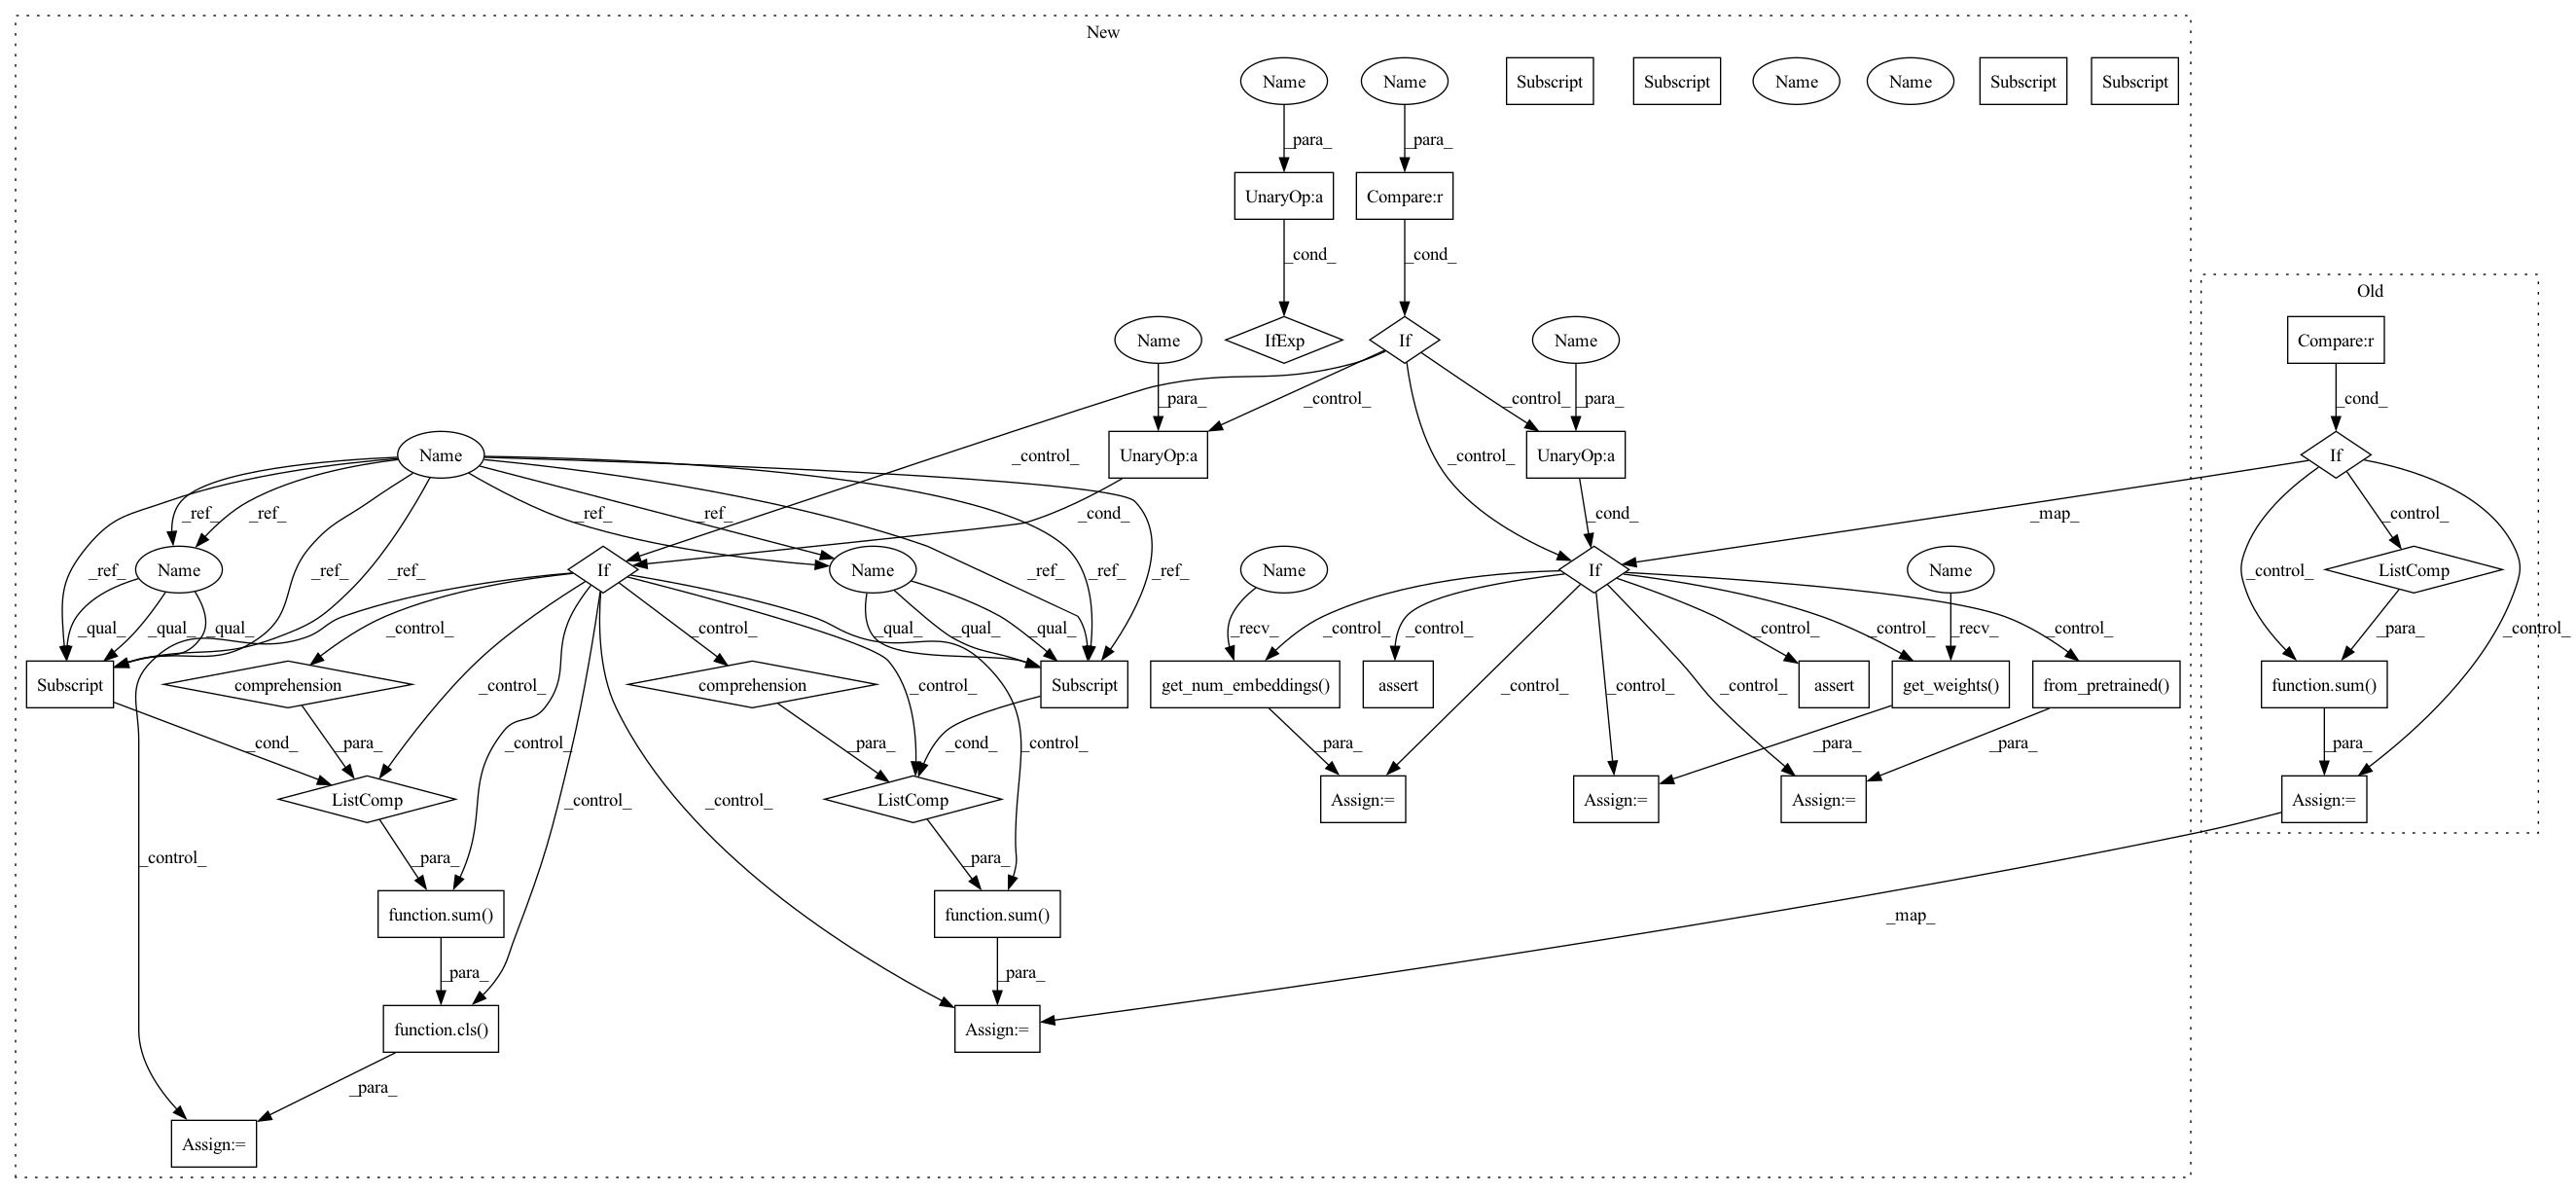 New
Name
Name
Subscript
Subscript
Name
Name
Subscript
Subscript
_para_
_para_
UnaryOp:a
Compare:r
_cond_
_cond_
Old
Name
IfExp
If
Name
Compare:r
_para_
_control_
_control_
_para_
_cond_
Name
_control_
UnaryOp:a
_control_
UnaryOp:a
If
_ref_
_ref_
_ref_
_ref_
_cond_
_cond_
_map_
_control_
_ref_
_ref_
_ref_
Name
If
_ref_
Name
_ref_
_ref_
Name
If
Name
_control_
ListComp
_qual_
_qual_
_qual_
_control_
_control_
_qual_
_qual_
_qual_
_recv_
_control_
_control_
_control_
_control_
_recv_
_control_
_para_
_control_
Subscript
comprehension
_control_
comprehension
_control_
Subscript
get_num_embeddings()
assert
_control_
_control_
_control_
assert
get_weights()
from_pretrained()
function.sum()
_cond_
_para_
_control_
_para_
_cond_
_control_
_para_
_para_
_para_
_para_
ListComp
_control_
_control_
ListComp
Assign:=
Assign:=
Assign:=
Assign:=
_control_
_para_
_para_
function.sum()
function.sum()
_map_
_para_
_para_
function.cls()
Assign:=
_para_
Assign:=